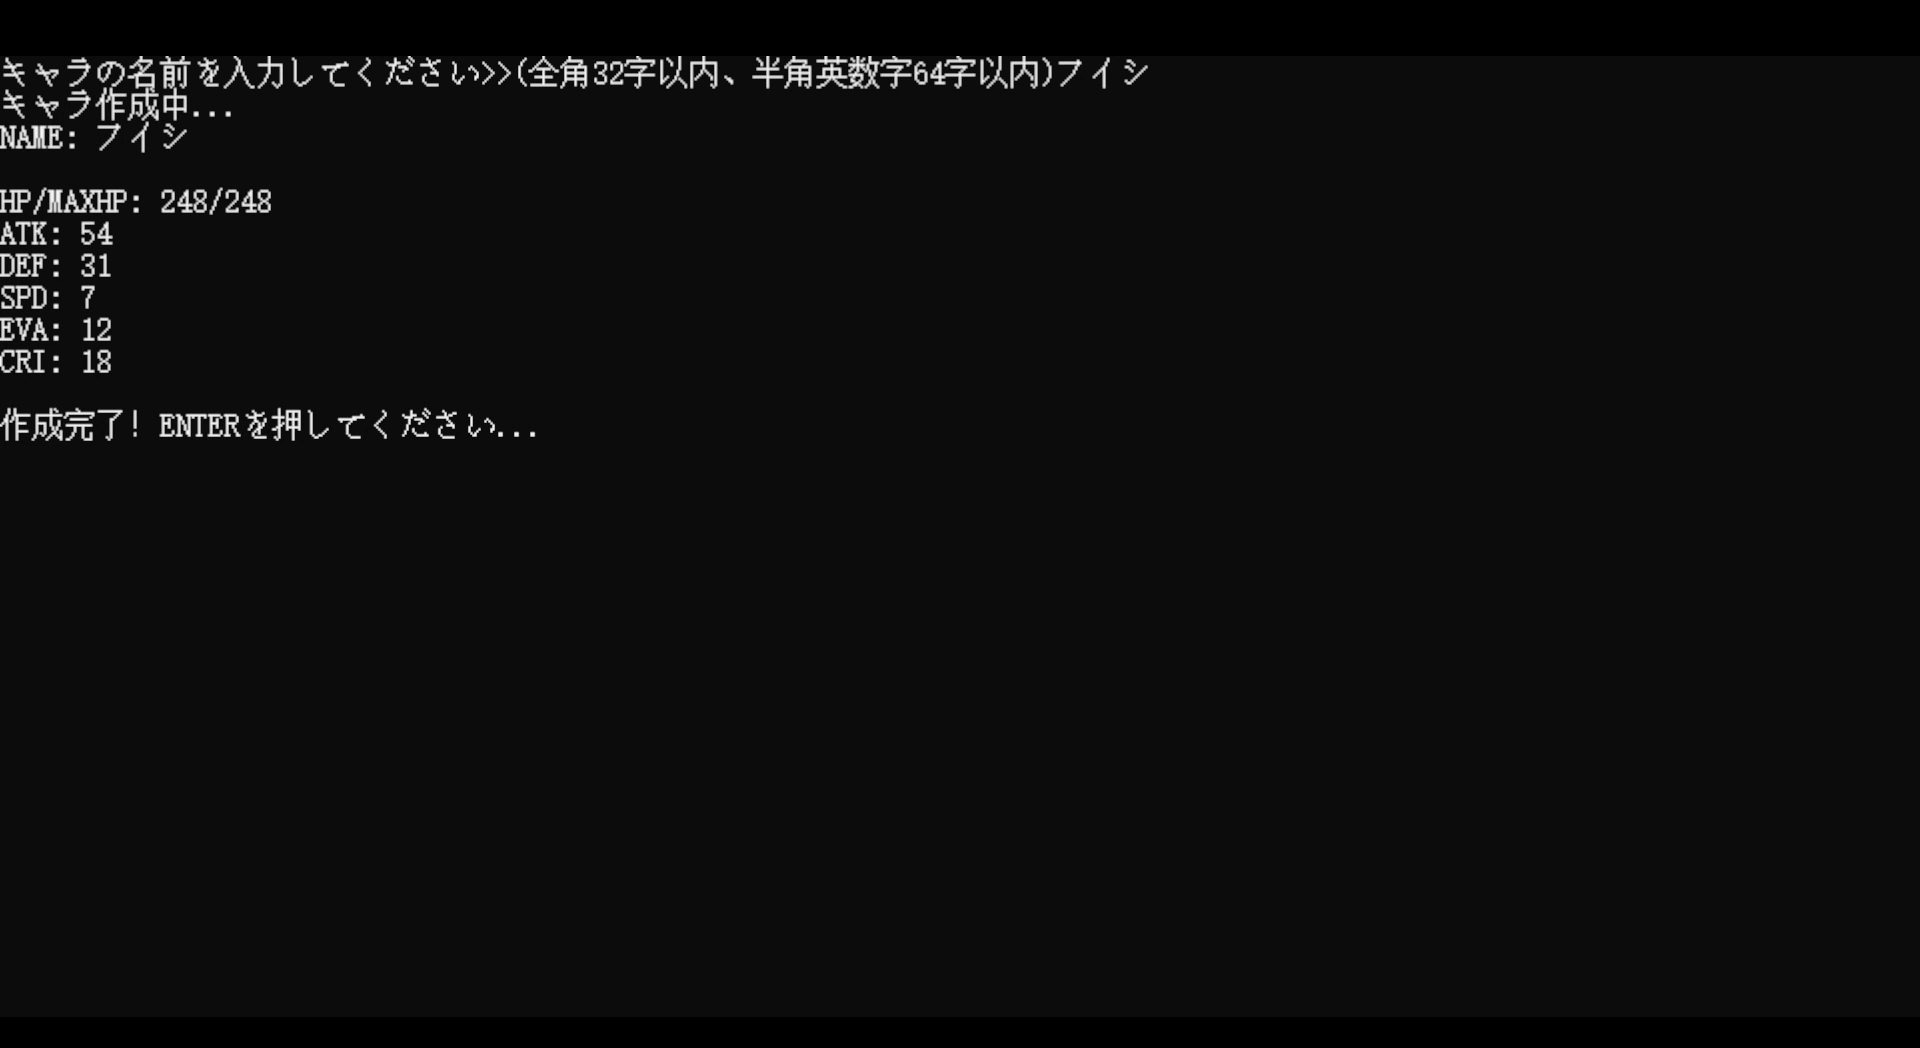 キャラの名前を入力してください>>(全角32字以内、半角英数字64字以内)フイシ
キャラ作成中...
NAME: フイシ
HP/MAXHP: 248/248
ATK: 54
DEF: 31
SPD: 7
EVA: 12
CRI: 18
作成完了! ENTERを押してください...